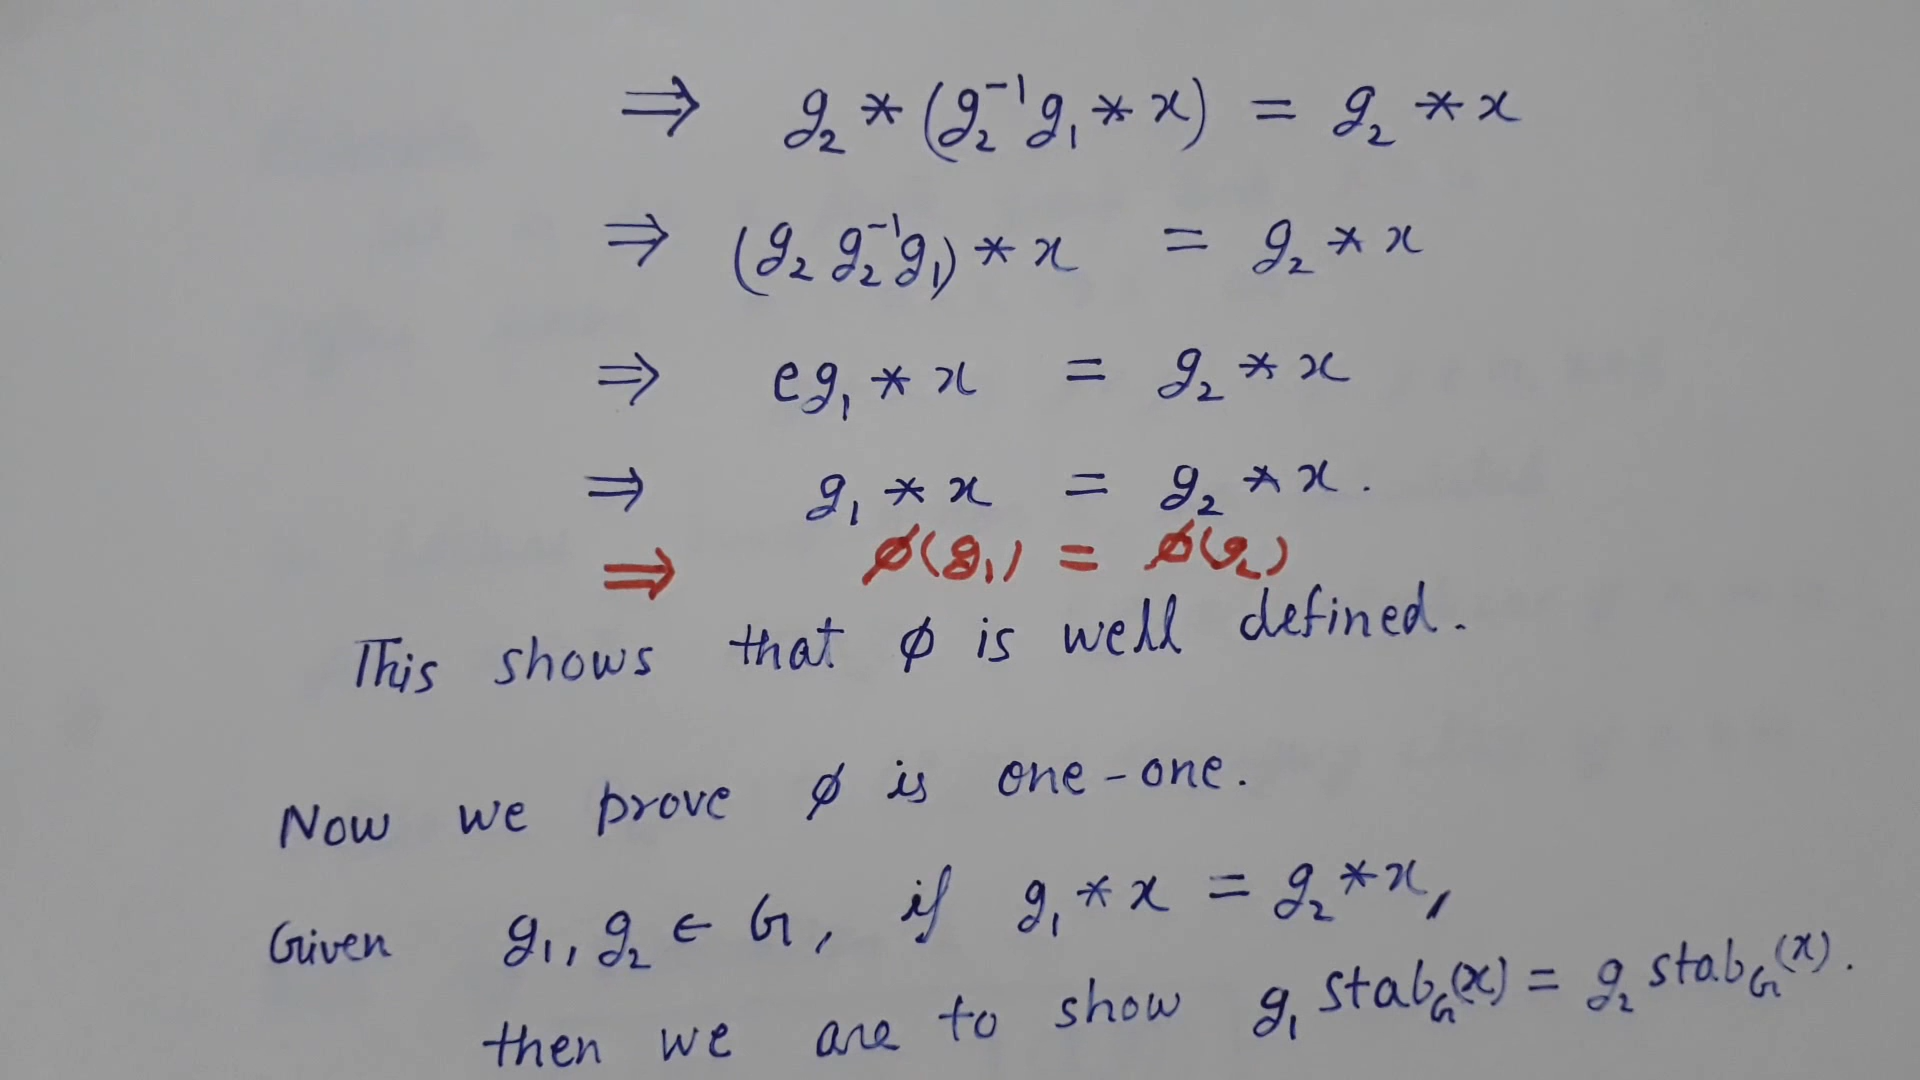 ⇒ g₂ * (g₂⁻¹g₁ * x) = g₂ * x
⇒ (g₂ g₂⁻¹g₁) * x = g₂ * x
⇒ eg₁ * x = g₂ * x
⇒ g₁ * x = g₂ * x.
⇒ ϕ(g₁) = ϕ(g₂)
This shows that ϕ is well defined.
Now we prove ϕ is one-one.
Given g₁, g₂ ∈ G, if g₁ * x = g₂ * x,
then we are to show g₁ stab_G(x) = g₂ stab_G(x).